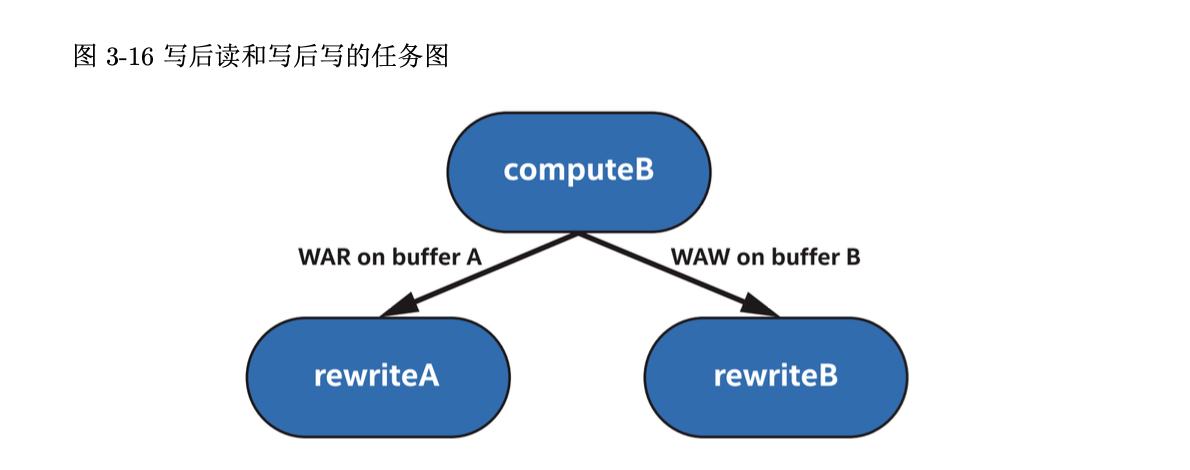 图 3-16 写后读和写后写的任务图
computeB
WAR on buffer A
WAW on buffer B
rewriteA
rewriteB